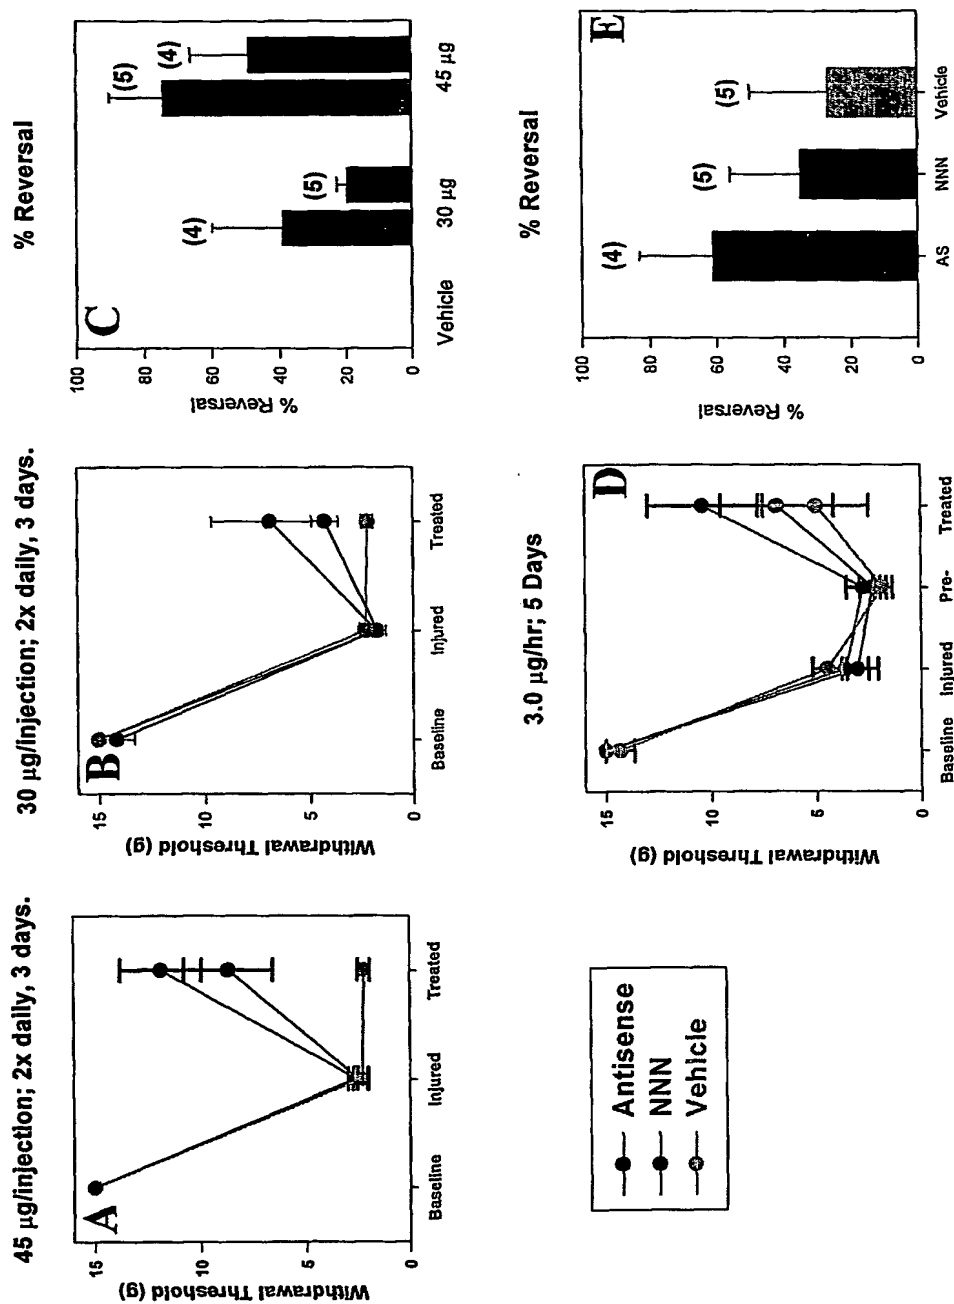 45 µg/injection; 2x daily, 3 days.
A
Withdrawal Threshold (g)
15
10
5
0
Baseline
Injured
Treated
30 µg/injection; 2x daily, 3 days.
B
Withdrawal Threshold (g)
15
10
5
0
Baseline
Injured
Treated
% Reversal
C
% Reversal
100
80
60
40
20
0
(4)
(5)
(5)
(4)
Vehicle
30 µg
45 µg
Antisense
NNN
Vehicle
3.0 µg/hr; 5 Days
D
Withdrawal Threshold (g)
15
10
5
0
Baseline
Injured
Pre-
Treated
% Reversal
E
% Reversal
100
80
60
40
20
0
(4)
(5)
(5)
AS
NNN
Vehicle